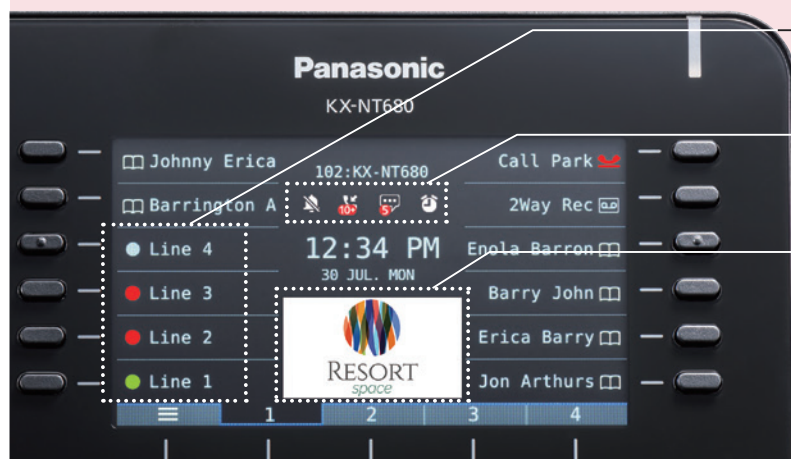 Panasonic
KX-NT680
Johnny Erica
102:KX-NT680
Call Park
Barrington A
10+
5
2Way Rec
Line 4
12:34 PM
Enola Barron
30 JUL. MON
Line 3
Barry John
Line 2
RESORT
space
Erica Barry
Line 1
Jon Arthurs
1
2
3
4